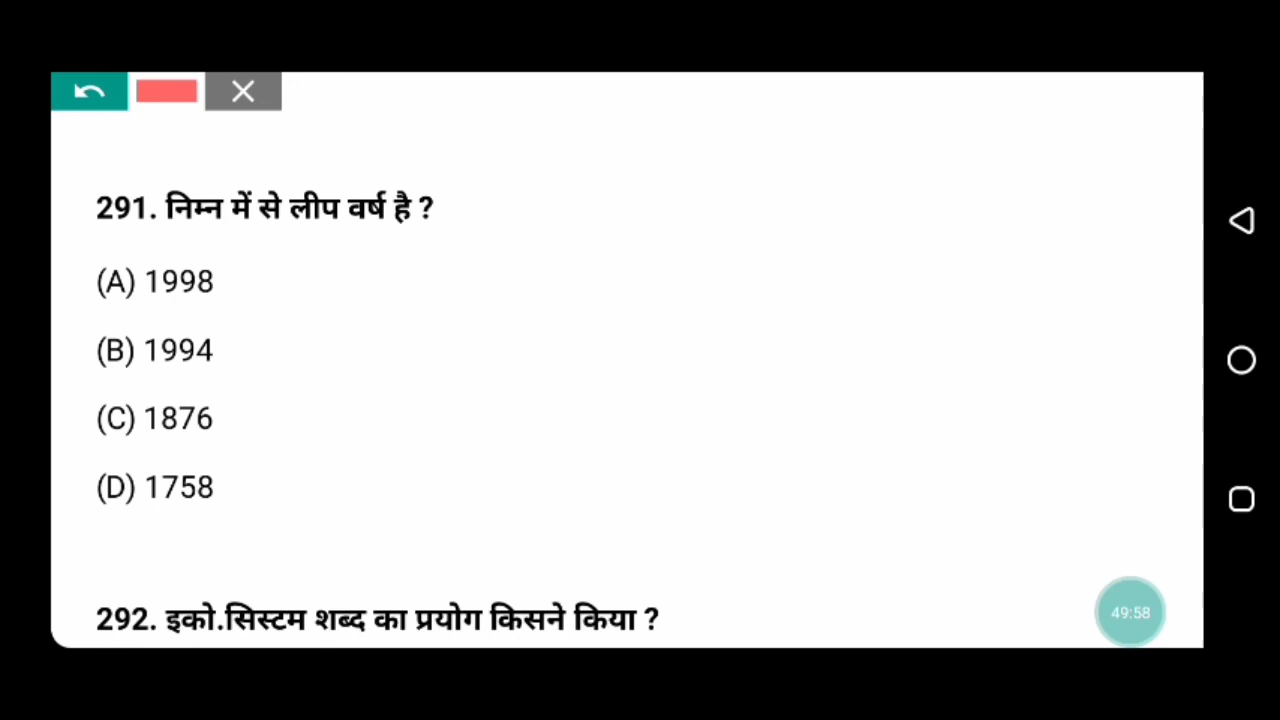 291. निम्न में से लीप वर्ष है ?
(A) 1998
(B) 1994
(C) 1876
(D) 1758
292. इको.सिस्टम शब्द का प्रयोग किसने किया ?
49:58